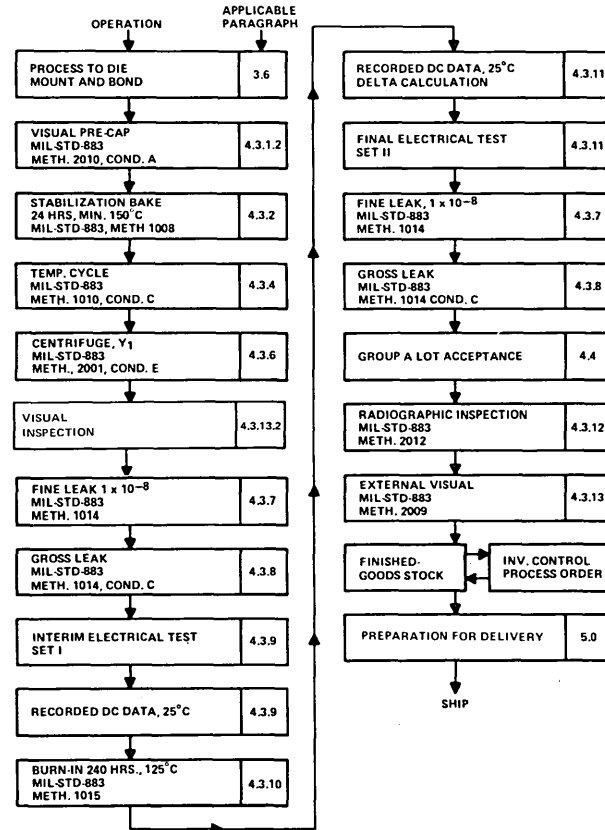 OPERATION
APPLICABLE
PARAGRAPH
PROCESS TO DIE
MOUNT AND BOND
3.6
VISUAL PRE-CAP
MIL-STD-883
METH. 2010, COND. A
4.3.1.2
STABILIZATION BAKE
24 HRS, MIN. 150°C
MIL-STD-883, METH 1008
4.3.2
TEMP. CYCLE
MIL-STD-883
METH. 1010, COND. C
4.3.4
CENTRIFUGE, Y1
MIL-STD-883
METH., 2001, COND. E
4.3.6
VISUAL
INSPECTION
4.3.13.2
FINE LEAK 1 x 10⁻⁸
MIL-STD-883
METH. 1014
4.3.7
GROSS LEAK
MIL-STD-883
METH. 1014, COND. C
4.3.8
INTERIM ELECTRICAL TEST
SET I
4.3.9
RECORDED DC DATA, 25°C
4.3.9
BURN-IN 240 HRS., 125°C
MIL-STD-883
METH. 1015
4.3.10
RECORDED DC DATA, 25°C
DELTA CALCULATION
4.3.11
FINAL ELECTRICAL TEST
SET II
4.3.11
FINE LEAK, 1 x 10⁻⁸
MIL-STD-883
METH. 1014
4.3.7
GROSS LEAK
MIL-STD-883
METH. 1014 COND. C
4.3.8
GROUP A LOT ACCEPTANCE
4.4
RADIOGRAPHIC INSPECTION
MIL-STD-883
METH. 2012
4.3.12
EXTERNAL VISUAL
MIL-STD-883
METH. 2009
4.3.13
FINISHED-
GOODS STOCK
INV. CONTROL
PROCESS ORDER
PREPARATION FOR DELIVERY
5.0
SHIP